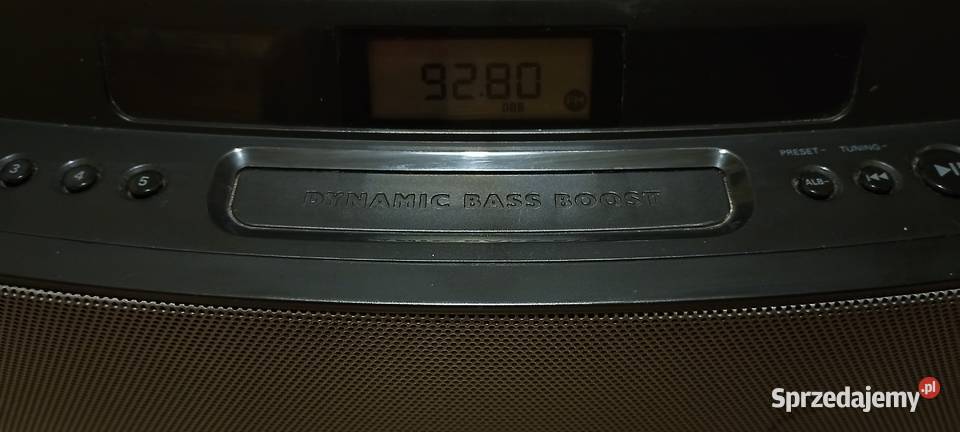 92.80
DBB
FM
PRESET- TUNING-
3 4 5
DYNAMIC BASS BOOST
ALB-
Sprzedajemy.pl